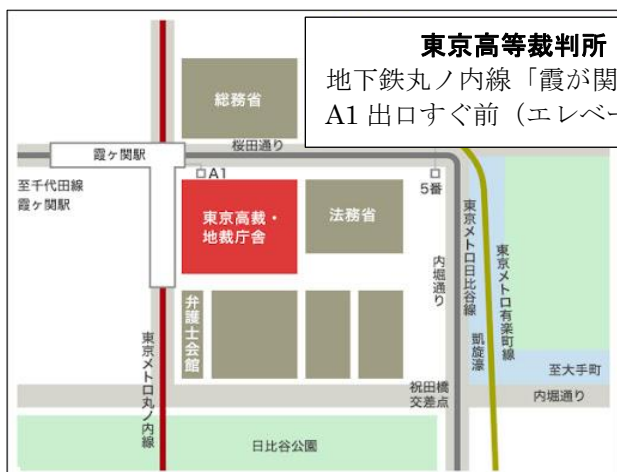 東京高等裁判所
地下鉄丸ノ内線「霞が関
A1 出口すぐ前（エレベー
総務省
桜田通り
霞ヶ関駅
A1
5番
至千代田線
霞ヶ関駅
東京高裁・
地裁庁舎
法務省
内堀通り
東京メトロ日比谷線
東京メトロ有楽町線
凱旋濠
弁護士会館
東京メトロ丸ノ内線
至大手町
祝田橋
交差点
内堀通り
日比谷公園